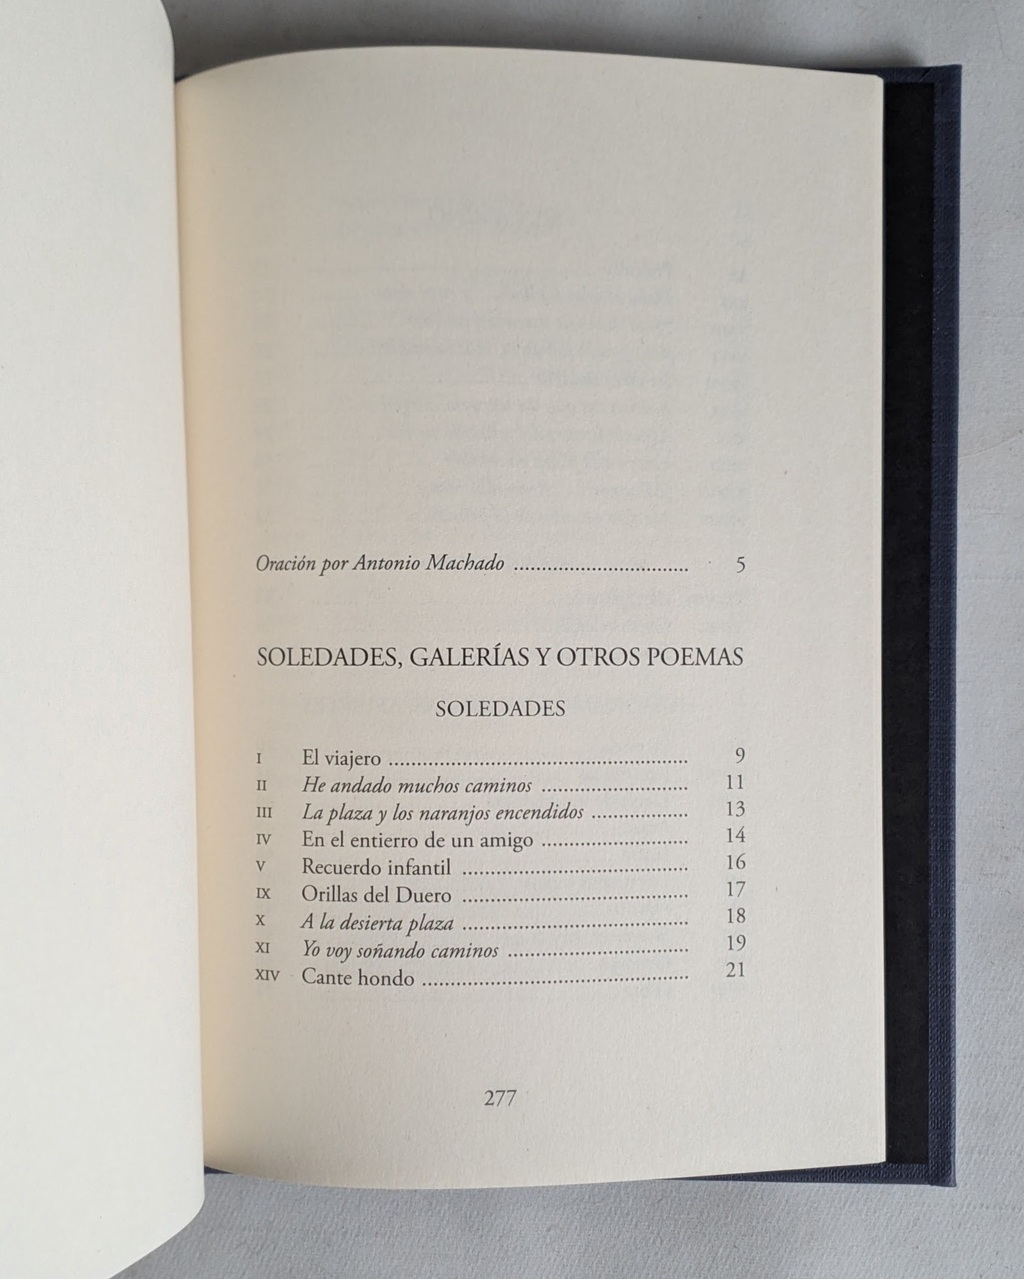 Oración por Antonio Machado ............................... 5
SOLEDADES, GALERÍAS Y OTROS POEMAS
SOLEDADES
I El viajero ..................................................... 9
II He andado muchos caminos .......................... 11
III La plaza y los naranjos encendidos ................. 13
IV En el entierro de un amigo .......................... 14
V Recuerdo infantil ........................................ 16
IX Orillas del Duero ........................................ 17
X A la desierta plaza ........................................ 18
XI Yo voy soñando caminos ................................ 19
XIV Cante hondo ............................................... 21
277